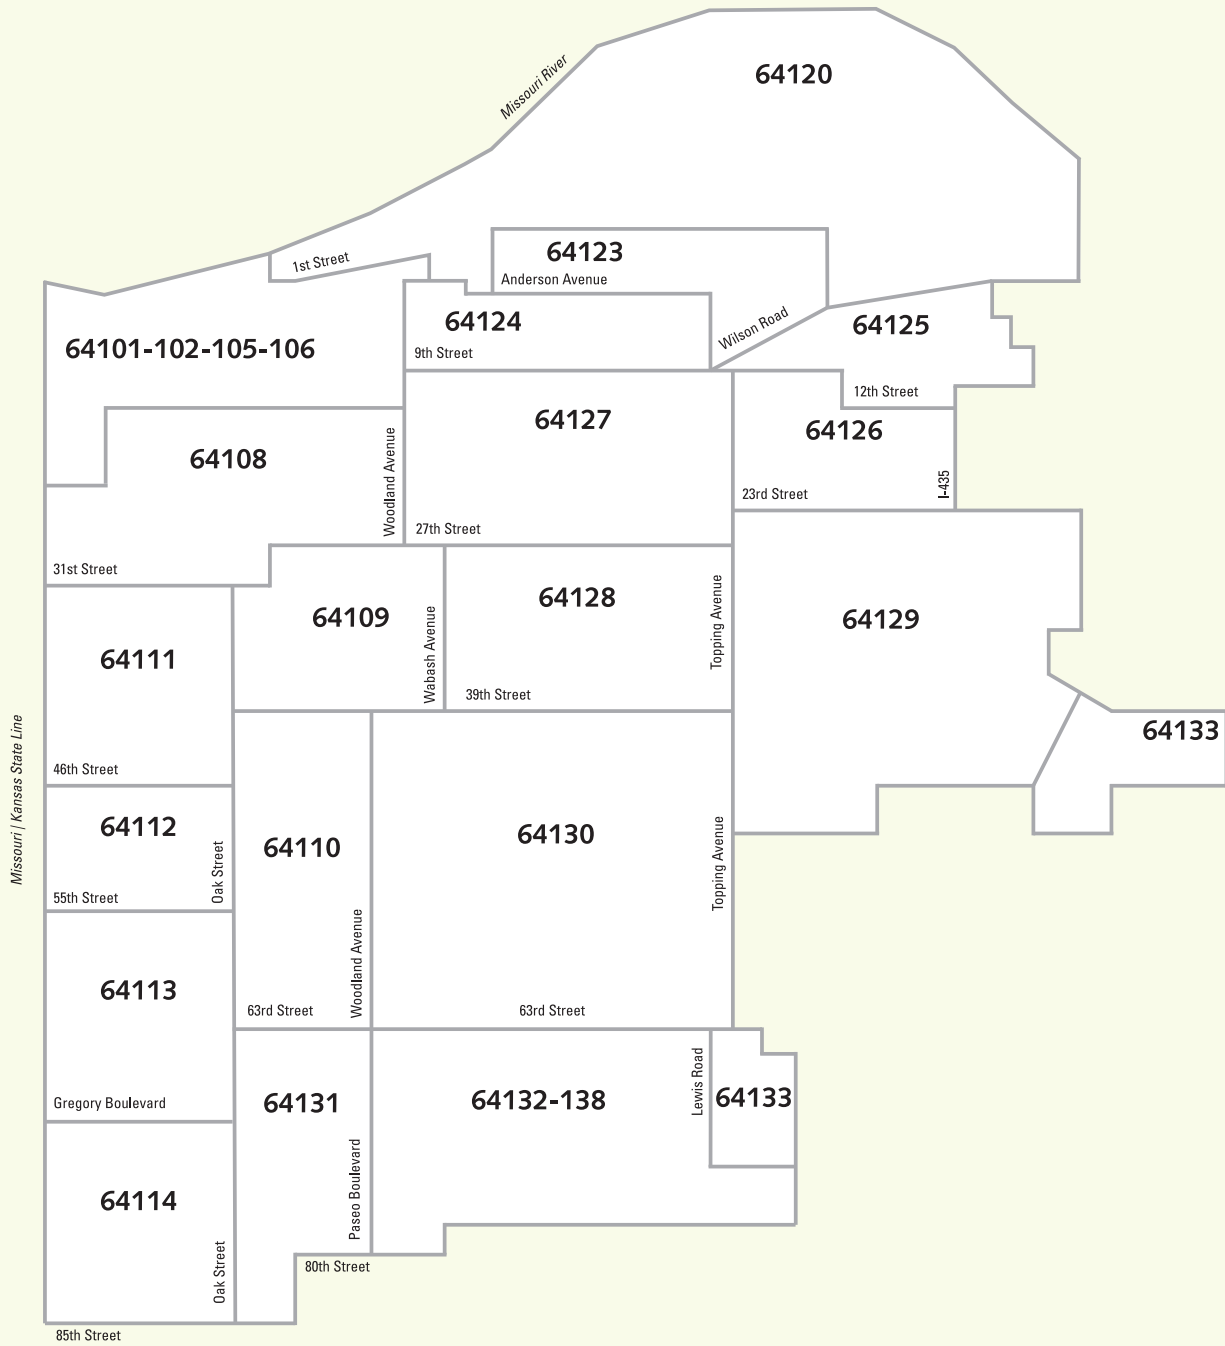 64120
Missouri River
64123
1st Street
Anderson Avenue
64124
Wilson Road
64125
64101-102-105-106
9th Street
12th Street
64127
64126
64108
Woodland Avenue
23rd Street
I-435
27th Street
31st Street
64128
64109
64129
Topping Avenue
64111
Wabash Avenue
39th Street
64133
Missouri | Kansas State Line
46th Street
64112
64130
64110
Oak Street
Topping Avenue
55th Street
Woodland Avenue
64113
63rd Street
63rd Street
Lewis Road
64133
64132-138
64131
Gregory Boulevard
Paseo Boulevard
64114
Oak Street
80th Street
85th Street